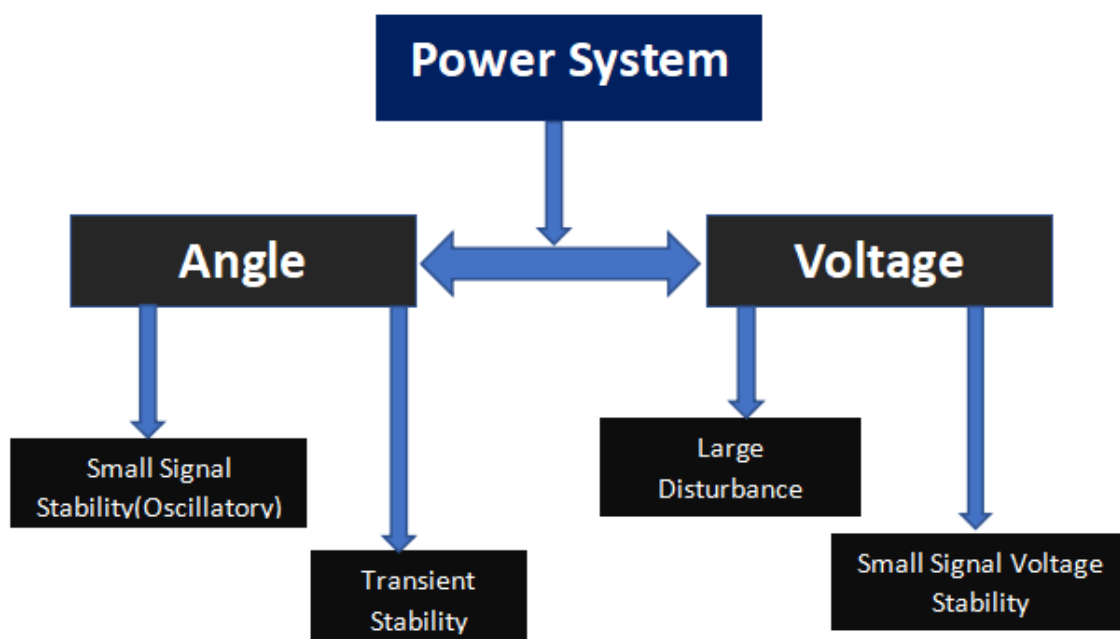 Power System
Angle
Voltage
Small Signal
Stability(Oscillatory)
Transient
Stability
Large
Disturbance
Small Signal Voltage
Stability